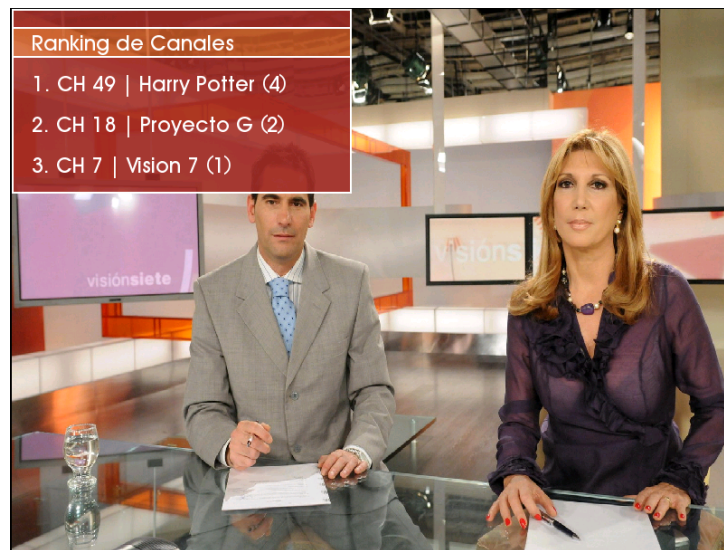 Ranking de Canales
1. CH 49 | Harry Potter (4)
2. CH 18 | Proyecto G (2)
3. CH 7 | Vision 7 (1)
visiónsiete
visións